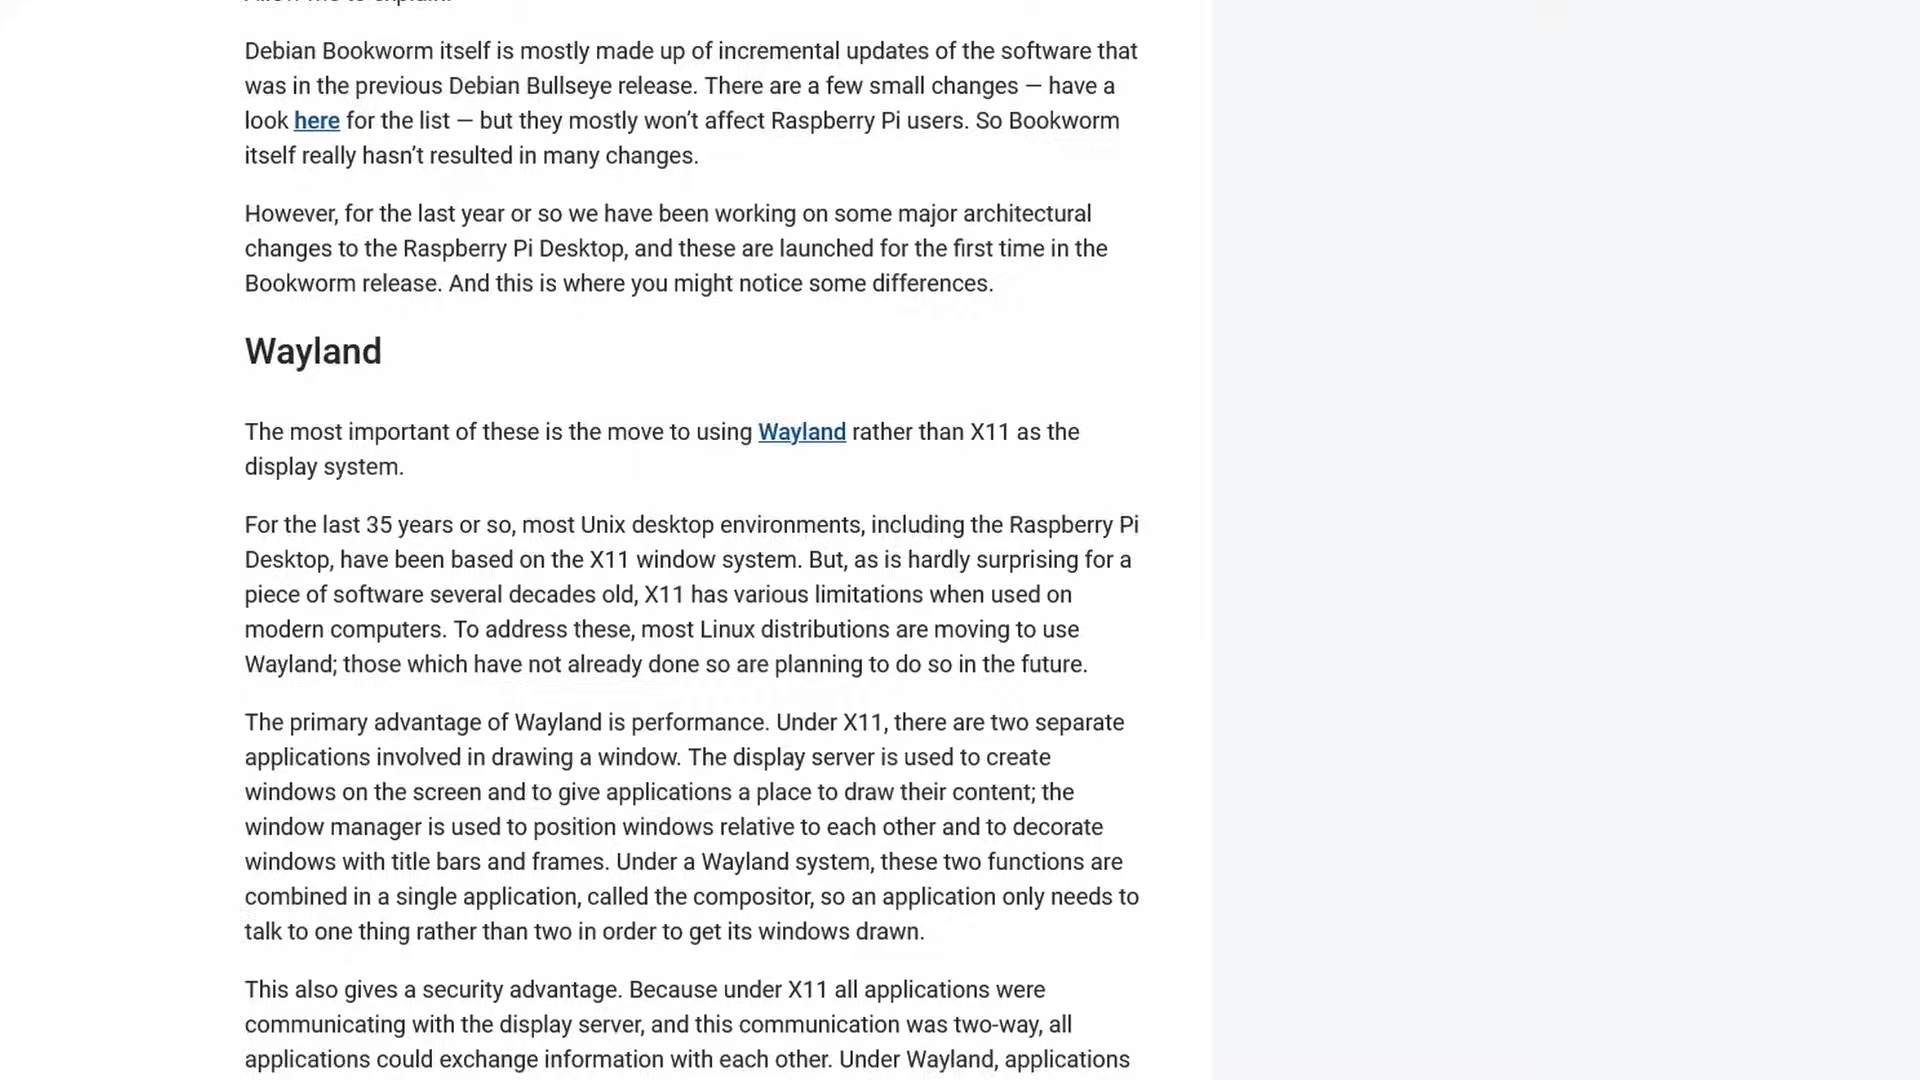 Allow me to explain.
Debian Bookworm itself is mostly made up of incremental updates of the software that
was in the previous Debian Bullseye release. There are a few small changes — have a
look here for the list — but they mostly won’t affect Raspberry Pi users. So Bookworm
itself really hasn’t resulted in many changes.
However, for the last year or so we have been working on some major architectural
changes to the Raspberry Pi Desktop, and these are launched for the first time in the
Bookworm release. And this is where you might notice some differences.
Wayland
The most important of these is the move to using Wayland rather than X11 as the
display system.
For the last 35 years or so, most Unix desktop environments, including the Raspberry Pi
Desktop, have been based on the X11 window system. But, as is hardly surprising for a
piece of software several decades old, X11 has various limitations when used on
modern computers. To address these, most Linux distributions are moving to use
Wayland; those which have not already done so are planning to do so in the future.
The primary advantage of Wayland is performance. Under X11, there are two separate
applications involved in drawing a window. The display server is used to create
windows on the screen and to give applications a place to draw their content; the
window manager is used to position windows relative to each other and to decorate
windows with title bars and frames. Under a Wayland system, these two functions are
combined in a single application, called the compositor, so an application only needs to
talk to one thing rather than two in order to get its windows drawn.
This also gives a security advantage. Because under X11 all applications were
communicating with the display server, and this communication was two-way, all
applications could exchange information with each other. Under Wayland, applications